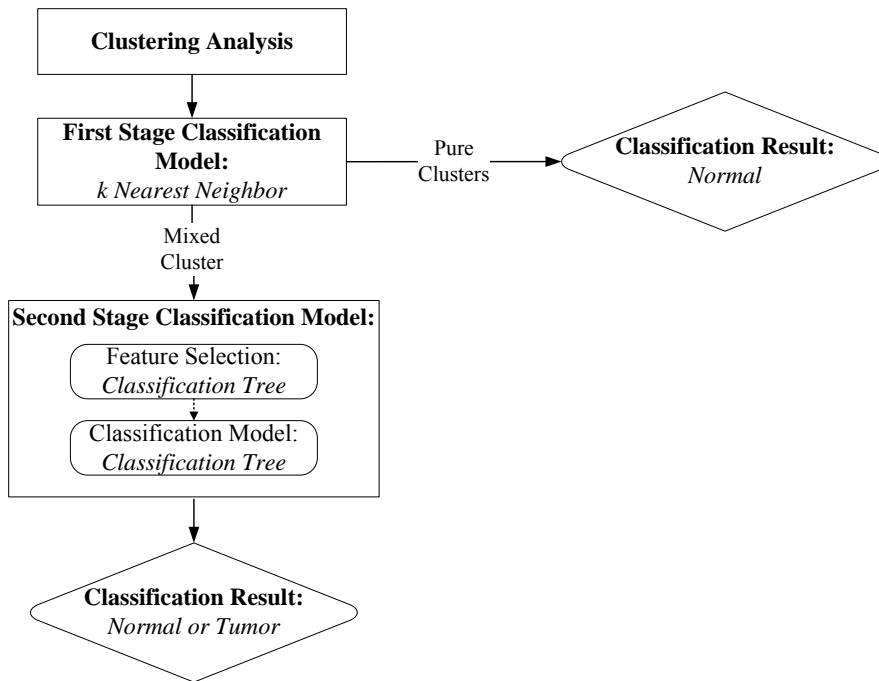 Clustering Analysis
First Stage Classification
Model:
k Nearest Neighbor
Pure
Clusters
Classification Result:
Normal
Mixed
Cluster
Second Stage Classification Model:
Feature Selection:
Classification Tree
Classification Model:
Classification Tree
Classification Result:
Normal or Tumor